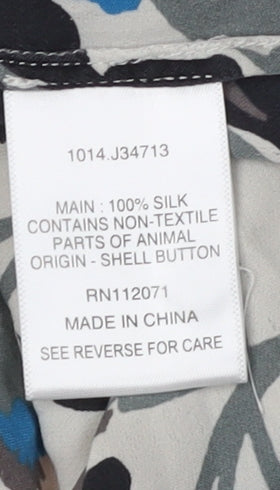 1014.J34713
MAIN : 100% SILK
CONTAINS NON-TEXTILE
PARTS OF ANIMAL
ORIGIN - SHELL BUTTON
RN112071
MADE IN CHINA
SEE REVERSE FOR CARE